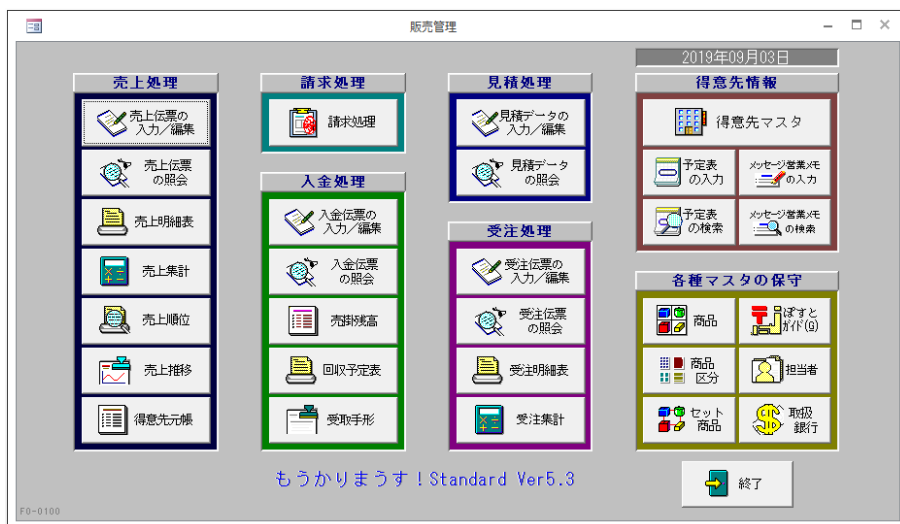 販売管理
2019年09月03日
売上処理
売上伝票の
入力／編集
売上伝票
の照会
売上明細表
売上集計
売上順位
売上推移
得意先元帳
請求処理
請求処理
入金処理
入金伝票の
入力／編集
入金伝票
の照会
売掛残高
回収予定表
受取手形
見積処理
見積データの
入力／編集
見積データ
の照会
受注処理
受注伝票の
入力／編集
受注伝票
の照会
受注明細表
受注集計
得意先情報
得意先マスタ
予定表
の入力
メッセージ営業メモ
の入力
予定表
の検索
メッセージ営業メモ
の検索
各種マスタの保守
商品
ぽすと
ガイド(G)
商品
区分
担当者
セット
商品
取扱
銀行
もうかりまうす！Standard Ver5.3
終了
F0-0100